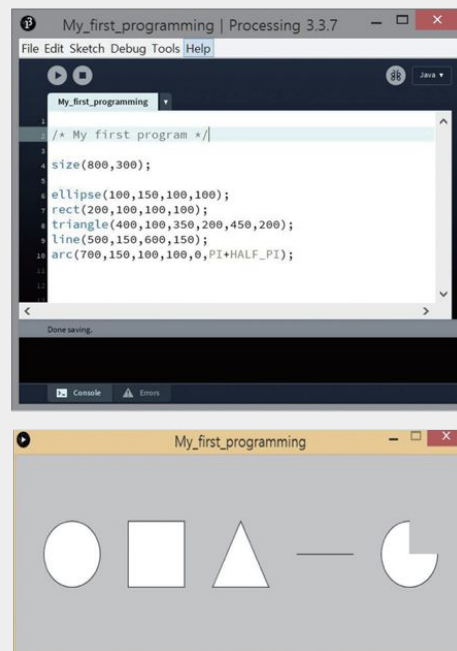 My_first_programming | Processing 3.3.7
File Edit Sketch Debug Tools Help
Java ▼
My_first_programming ▼
1
2 /* My first program */
3
4 size(800,300);
5
6 ellipse(100,150,100,100);
7 rect(200,100,100,100);
8 triangle(400,100,350,200,450,200);
9 line(500,150,600,150);
10 arc(700,150,100,100,0,PI+HALF_PI);
11
12
13
Done saving.
Console Errors
My_first_programming